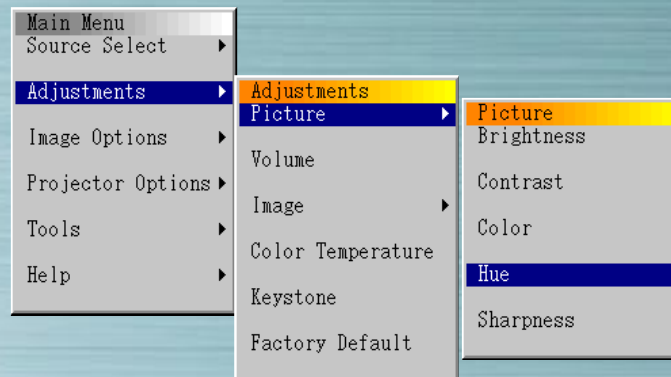 Main Menu
Source Select
Adjustments
Image Options
Projector Options
Tools
Help
Adjustments
Picture
Volume
Image
Color Temperature
Keystone
Factory Default
Picture
Brightness
Contrast
Color
Hue
Sharpness